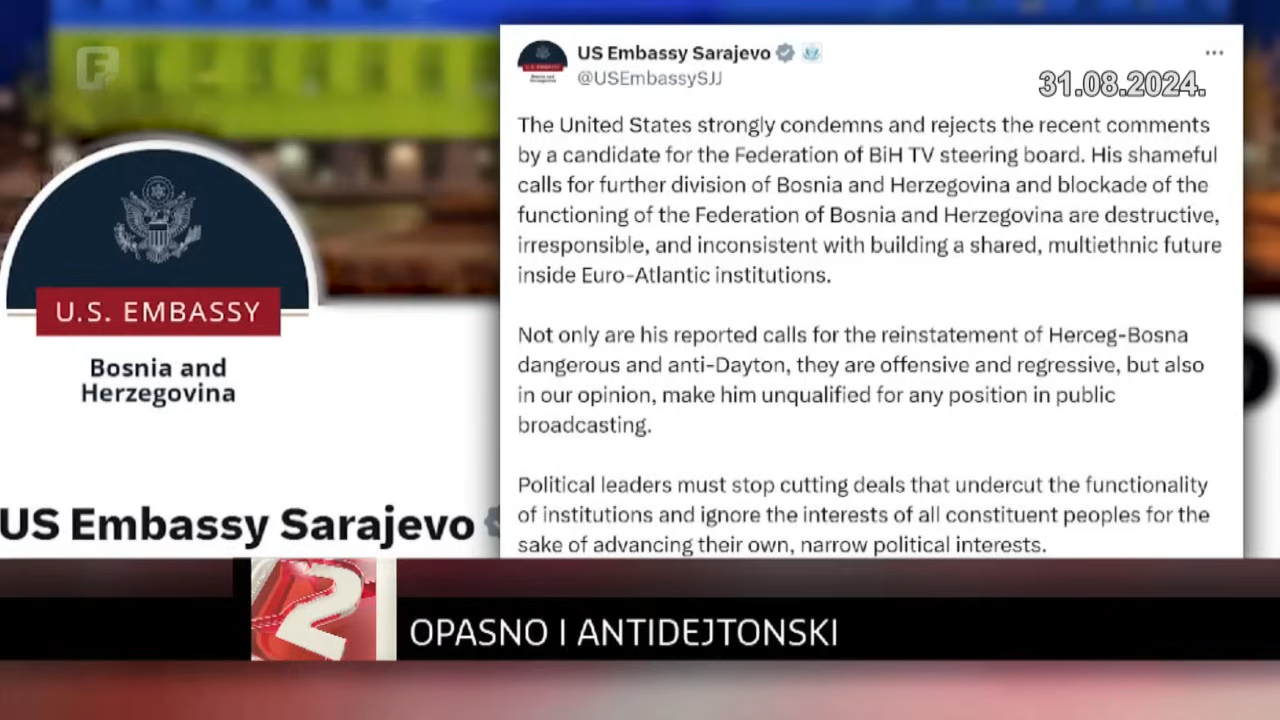 F
US Embassy Sarajevo
@USEmbassySJJ
31.08.2024.
The United States strongly condemns and rejects the recent comments
by a candidate for the Federation of BiH TV steering board. His shameful
calls for further division of Bosnia and Herzegovina and blockade of the
functioning of the Federation of Bosnia and Herzegovina are destructive,
irresponsible, and inconsistent with building a shared, multiethnic future
inside Euro-Atlantic institutions.
Not only are his reported calls for the reinstatement of Herceg-Bosna
dangerous and anti-Dayton, they are offensive and regressive, but also
in our opinion, make him unqualified for any position in public
broadcasting.
Political leaders must stop cutting deals that undercut the functionality
of institutions and ignore the interests of all constituent peoples for the
sake of advancing their own, narrow political interests.
U.S. EMBASSY
Bosnia and
Herzegovina
US Embassy Sarajevo
2
OPASNO I ANTIDEJTONSKI